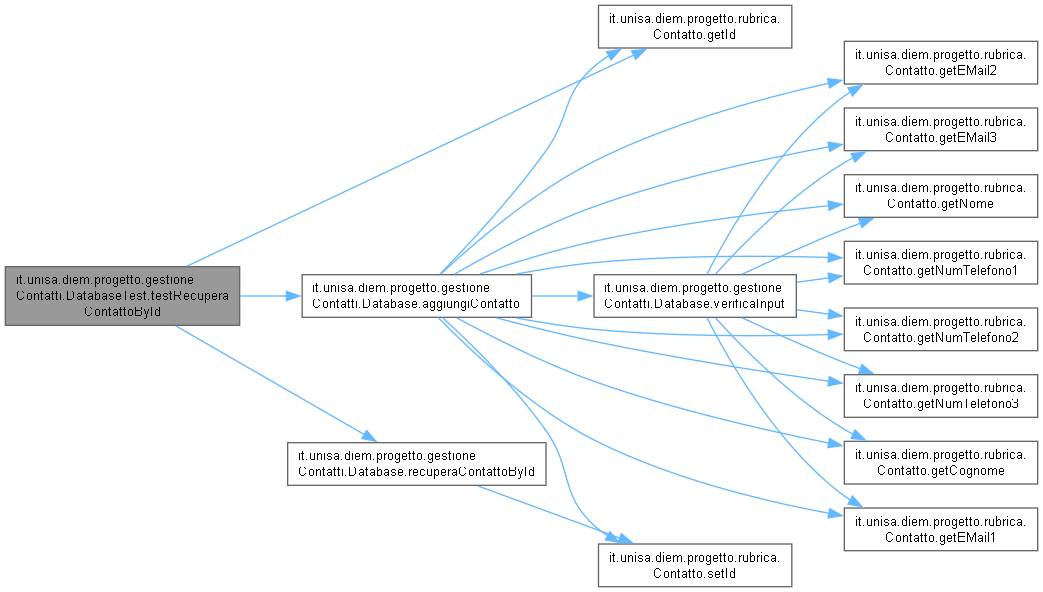 it.unisa.diem.progetto.rubrica.
Contatto.getId
it.unisa.diem.progetto.rubrica.
Contatto.getEMail2
it.unisa.diem.progetto.rubrica.
Contatto.getEMail3
it.unisa.diem.progetto.rubrica.
Contatto.getNome
it.unisa.diem.progetto.rubrica.
Contatto.getNumTelefono1
it.unisa.diem.progetto.gestione
Contatti.DatabaseTest.testRecupera
ContattoById
it.unisa.diem.progetto.gestione
Contatti.Database.aggiungiContatto
it.unisa.diem.progetto.gestione
Contatti.Database.verificaInput
it.unisa.diem.progetto.rubrica.
Contatto.getNumTelefono2
it.unisa.diem.progetto.rubrica.
Contatto.getNumTelefono3
it.unisa.diem.progetto.gestione
Contatti.Database.recuperaContattoById
it.unisa.diem.progetto.rubrica.
Contatto.getCognome
it.unisa.diem.progetto.rubrica.
Contatto.getEMail1
it.unisa.diem.progetto.rubrica.
Contatto.setId